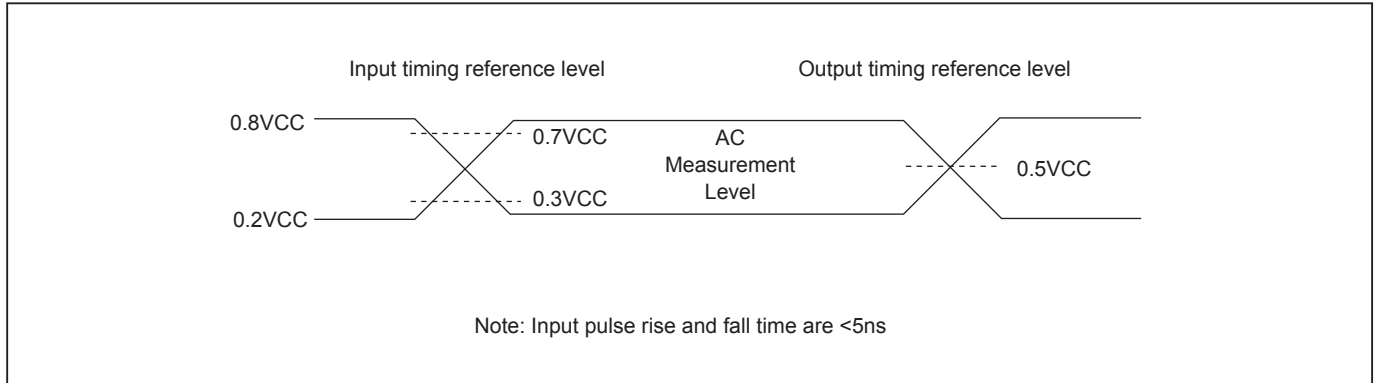 Input timing reference level
Output timing reference level
0.8VCC
0.7VCC
AC
Measurement
Level
0.5VCC
0.3VCC
0.2VCC
Note: Input pulse rise and fall time are <5ns